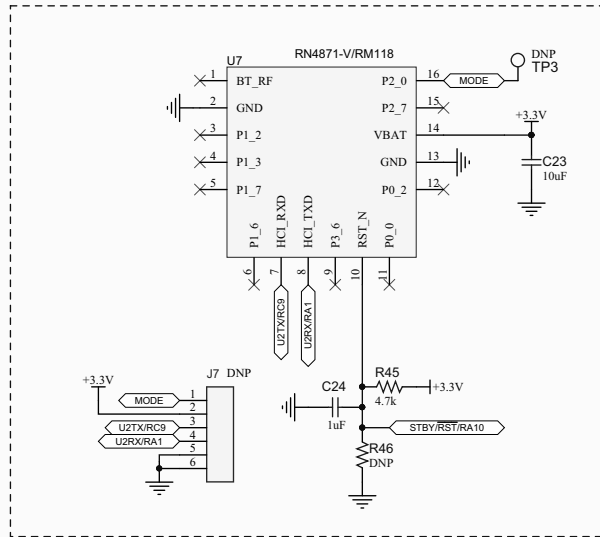 U7
RN4871-V/RM118
DNP
TP3
1
BT_RF
P2_0
16
MODE
2
GND
P2_7
15
+3.3V
3
P1_2
VBAT
14
4
P1_3
GND
13
C23
10uF
5
P1_7
P0_2
12
P1_6
HCI_RXD
HCI_TXD
P3_6
RST_N
P0_0
6
7
8
9
10
11
U2TX/RC9
U2RX/RA1
J7 DNP
+3.3V
MODE
1
2
U2TX/RC9
3
U2RX/RA1
4
5
6
R45
4.7k
+3.3V
C24
1uF
STBY/RST/RA10
R46
DNP